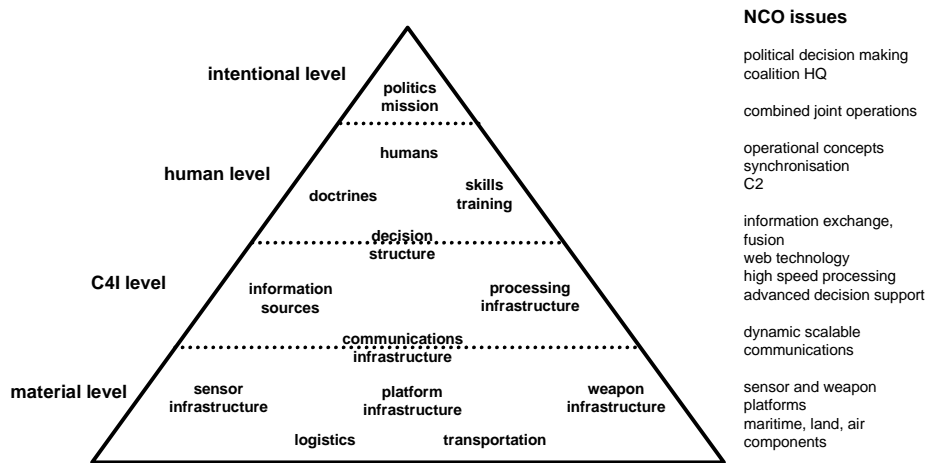 NCO issues
intentional level
politics
mission
political decision making
coalition HQ
combined joint operations
human level
humans
doctrines
skills
training
operational concepts
synchronisation
C2
decision
structure
C4I level
information
sources
processing
infrastructure
information exchange,
fusion
web technology
high speed processing
advanced decision support
communications
infrastructure
dynamic scalable
communications
material level
sensor
infrastructure
platform
infrastructure
weapon
infrastructure
logistics
transportation
sensor and weapon
platforms
maritime, land, air
components